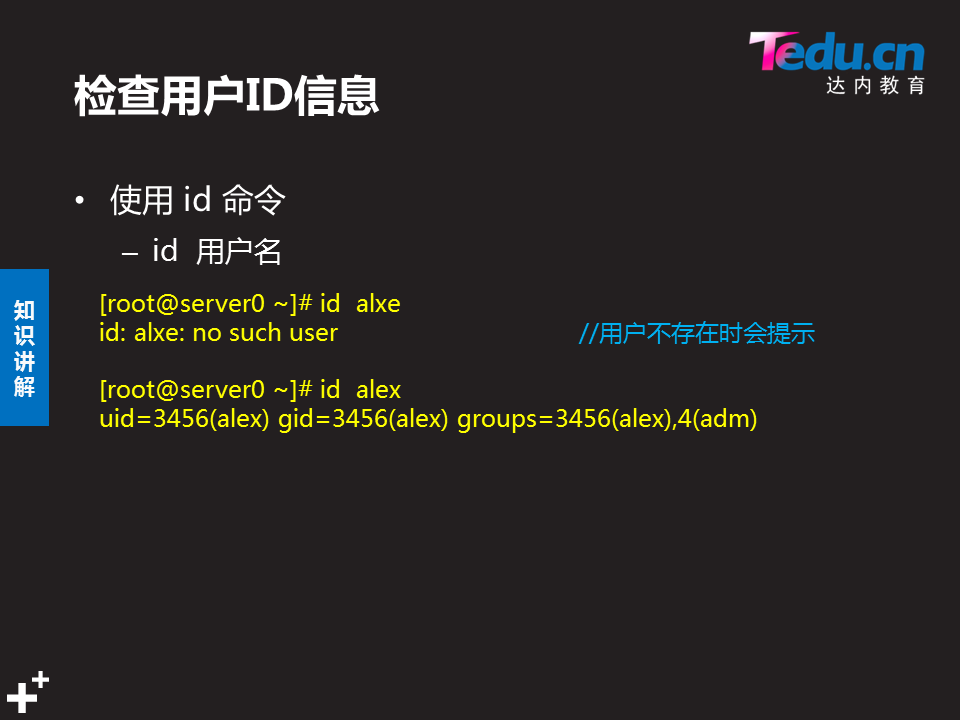 Tedu.cn
达内教育
检查用户ID信息
• 使用 id 命令
– id 用户名
知识讲解
[root@server0 ~]# id alxe
id: alxe: no such user //用户不存在时会提示
[root@server0 ~]# id alex
uid=3456(alex) gid=3456(alex) groups=3456(alex),4(adm)